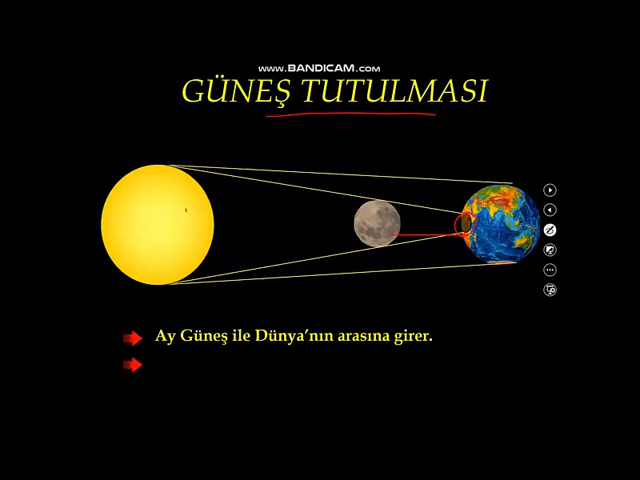 www.BANDICAM.com
GÜNEŞ TUTULMASI
Ay Güneş ile Dünya’nın arasına girer.